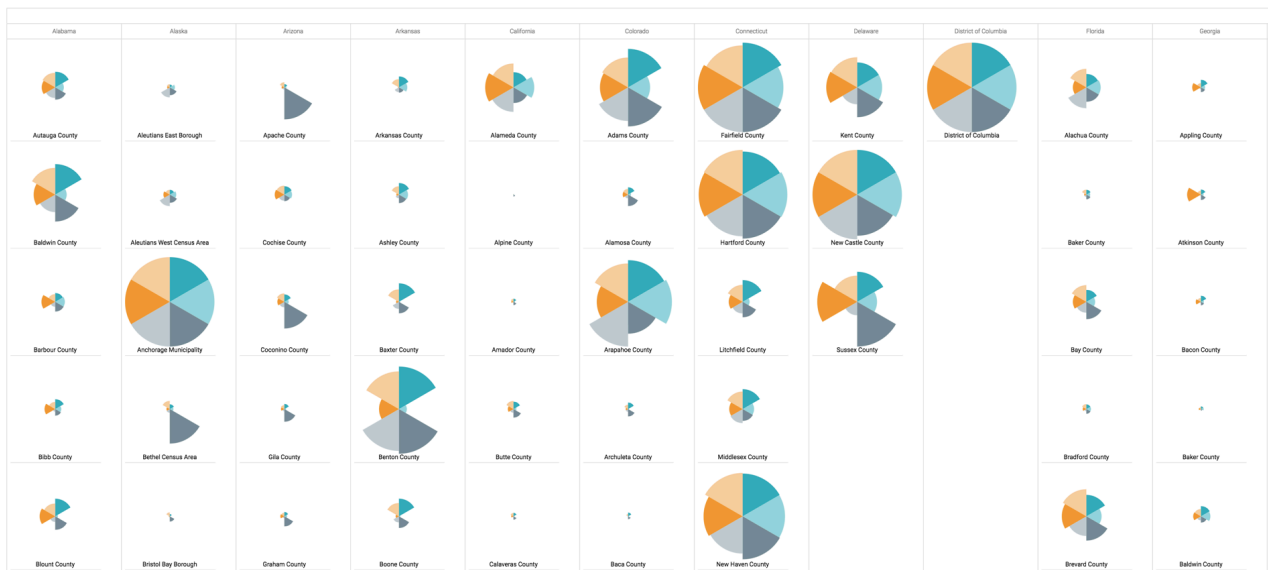 Alabama Alaska Arizona Arkansas California Colorado Connecticut Delaware District of Columbia Florida Georgia
Autauga County Aleutians East Borough Apache County Arkansas County Alameda County Adams County Fairfield County Kent County District of Columbia Alachua County Appling County
Baldwin County Aleutians West Census Area Cochise County Ashley County Alpine County Alamosa County Hartford County New Castle County Baker County Atkinson County
Barbour County Anchorage Municipality Coconino County Baxter County Amador County Arapahoe County Litchfield County Sussex County Bay County Bacon County
Bibb County Bethel Census Area Gila County Benton County Butte County Archuleta County Middlesex County Bradford County Baker County
Blount County Bristol Bay Borough Graham County Boone County Calaveras County Baca County New Haven County Brevard County Baldwin County